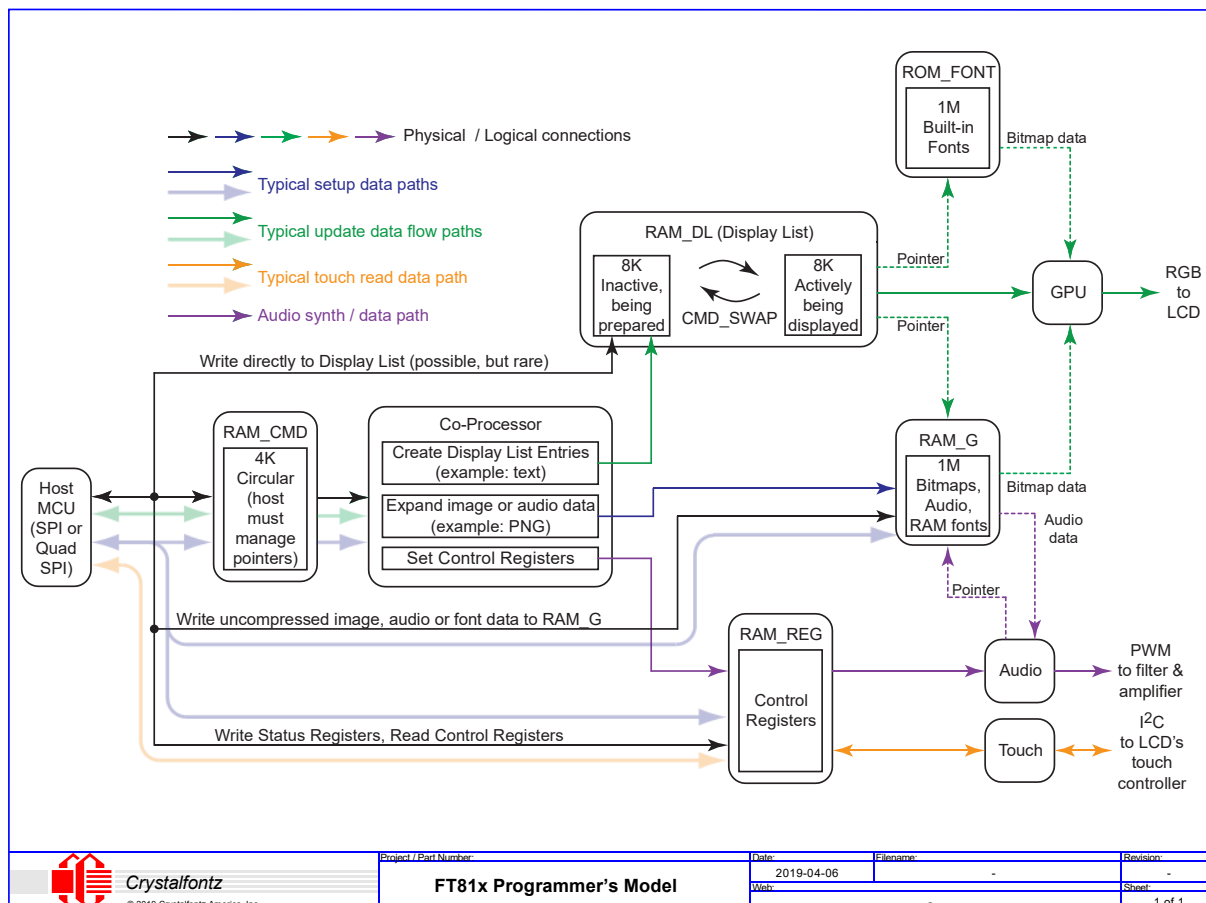 ROM_FONT
1M
Built-in
Fonts
Bitmap data
Physical / Logical connections
Typical setup data paths
Typical update data flow paths
Typical touch read data path
Audio synth / data path
RAM_DL (Display List)
8K
Inactive,
being
prepared
CMD_SWAP
8K
Actively
being
displayed
Pointer
Pointer
GPU
RGB
to
LCD
Write directly to Display List (possible, but rare)
Host
MCU
(SPI or
Quad
SPI)
RAM_CMD
4K
Circular
(host
must
manage
pointers)
Co-Processor
Create Display List Entries
(example: text)
Expand image or audio data
(example: PNG)
Set Control Registers
RAM_G
1M
Bitmaps,
Audio,
RAM fonts
Bitmap data
Audio
data
Pointer
Write uncompressed image, audio or font data to RAM_G
RAM_REG
Control
Registers
Write Status Registers, Read Control Registers
Audio
PWM
to filter &
amplifier
Touch
I2C
to LCD's
touch
controller
Crystalfontz
Project / Part Number:
FT81x Programmer's Model
Date:
2019-04-06
Filename:
-
Revision:
-
Web:
Sheet:
1 of 1